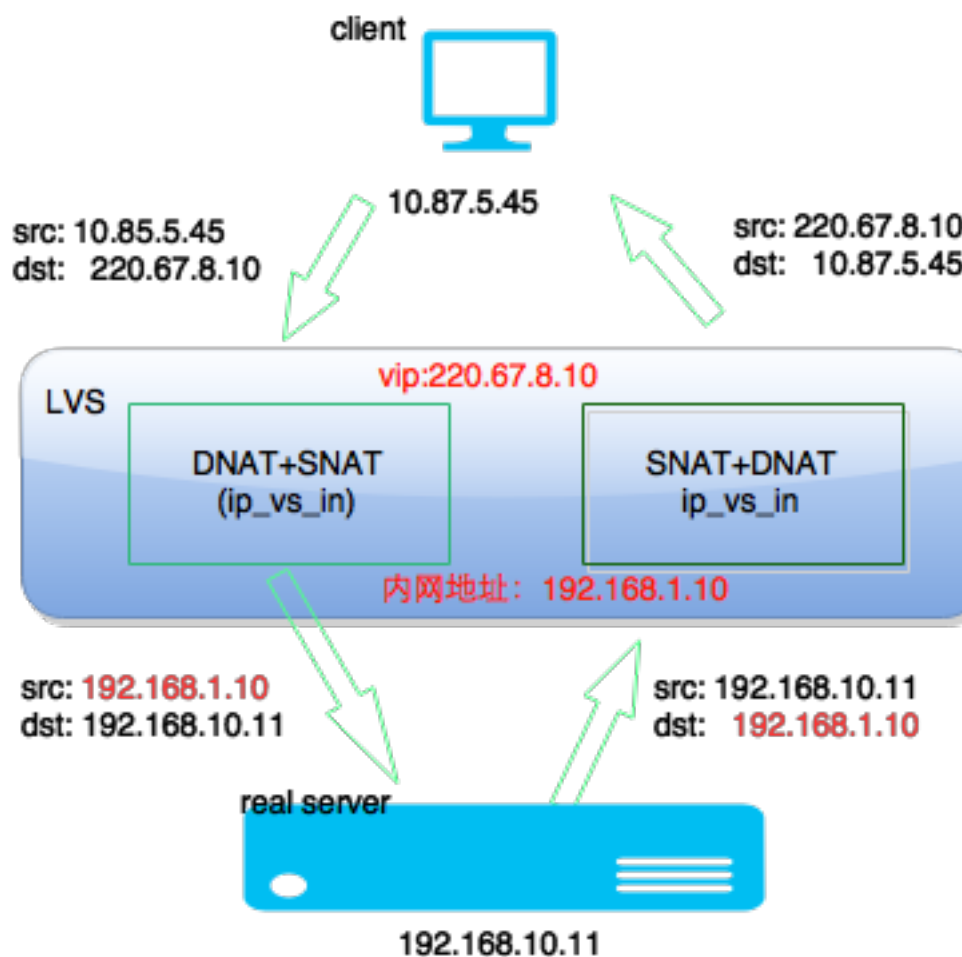 client
10.87.5.45
src: 10.85.5.45
dst: 220.67.8.10
src: 220.67.8.10
dst: 10.87.5.45
vip:220.67.8.10
LVS
DNAT+SNAT
(ip_vs_in)
SNAT+DNAT
ip_vs_in
内网地址：192.168.1.10
src: 192.168.1.10
dst: 192.168.10.11
src: 192.168.10.11
dst: 192.168.1.10
real server
192.168.10.11